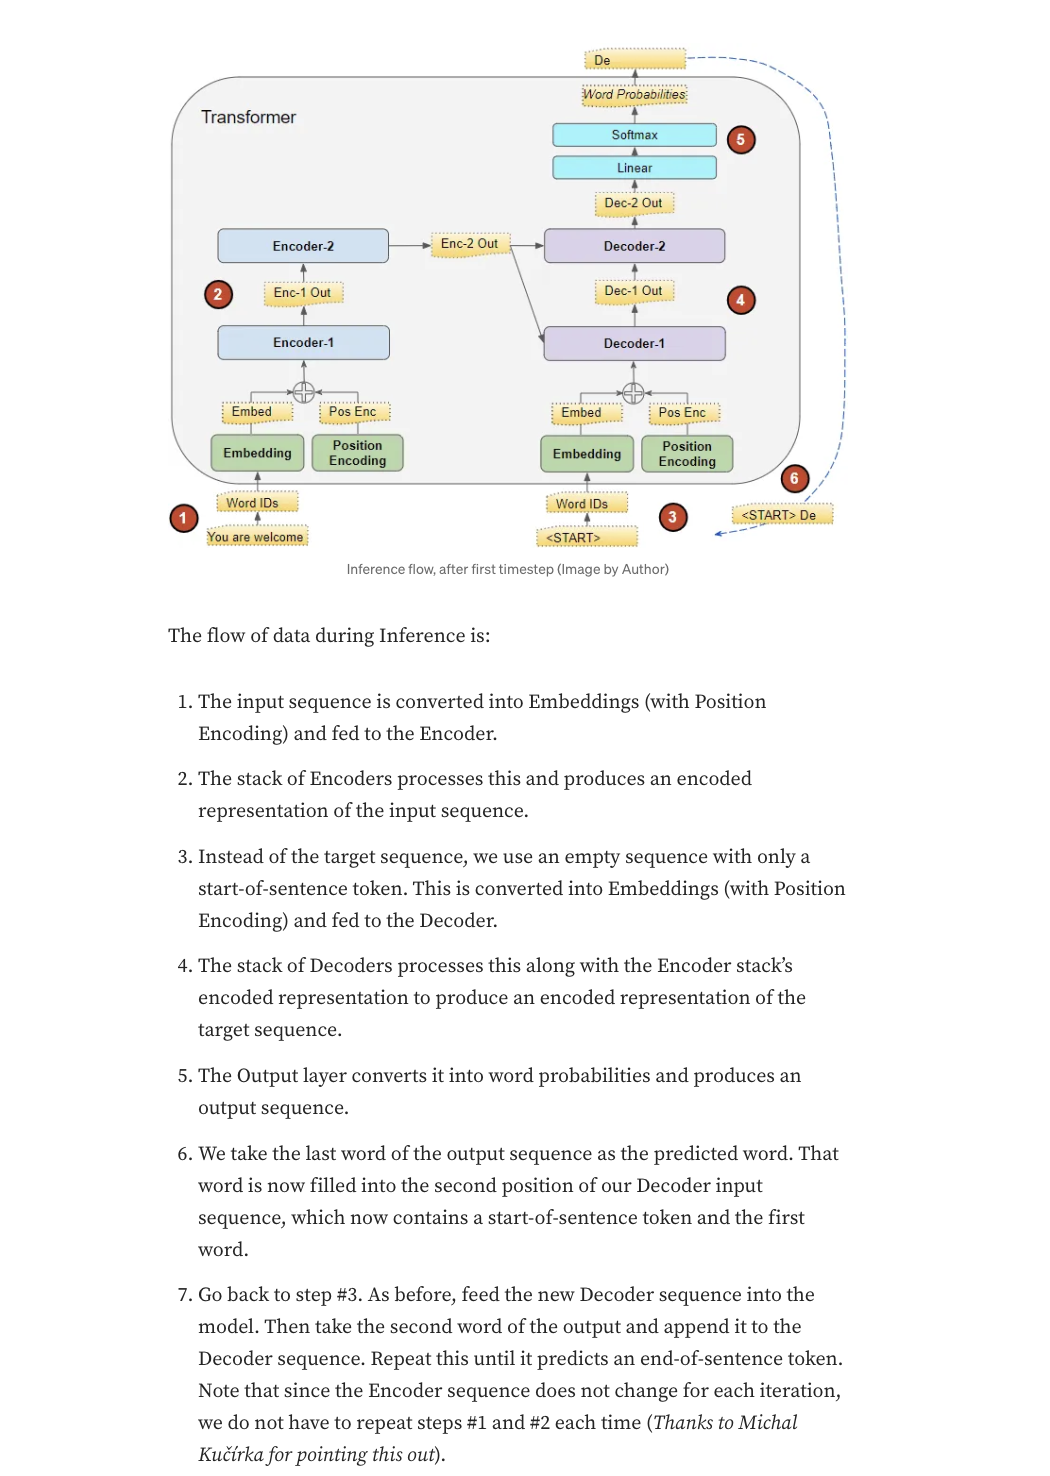 De
Word Probabilities
Transformer
Softmax
5
Linear
Dec-2 Out
Encoder-2
Enc-2 Out
Decoder-2
2
Enc-1 Out
Dec-1 Out
4
Encoder-1
Decoder-1
Embed
Pos Enc
Embed
Pos Enc
Embedding
Position
Encoding
Embedding
Position
Encoding
6
1
Word IDs
Word IDs
3
<START> De
You are welcome
<START>
Inference flow, after first timestep (Image by Author)
The flow of data during Inference is:
1. The input sequence is converted into Embeddings (with Position
Encoding) and fed to the Encoder.
2. The stack of Encoders processes this and produces an encoded
representation of the input sequence.
3. Instead of the target sequence, we use an empty sequence with only a
start-of-sentence token. This is converted into Embeddings (with Position
Encoding) and fed to the Decoder.
4. The stack of Decoders processes this along with the Encoder stack’s
encoded representation to produce an encoded representation of the
target sequence.
5. The Output layer converts it into word probabilities and produces an
output sequence.
6. We take the last word of the output sequence as the predicted word. That
word is now filled into the second position of our Decoder input
sequence, which now contains a start-of-sentence token and the first
word.
7. Go back to step #3. As before, feed the new Decoder sequence into the
model. Then take the second word of the output and append it to the
Decoder sequence. Repeat this until it predicts an end-of-sentence token.
Note that since the Encoder sequence does not change for each iteration,
we do not have to repeat steps #1 and #2 each time (Thanks to Michal
Kučírka for pointing this out).